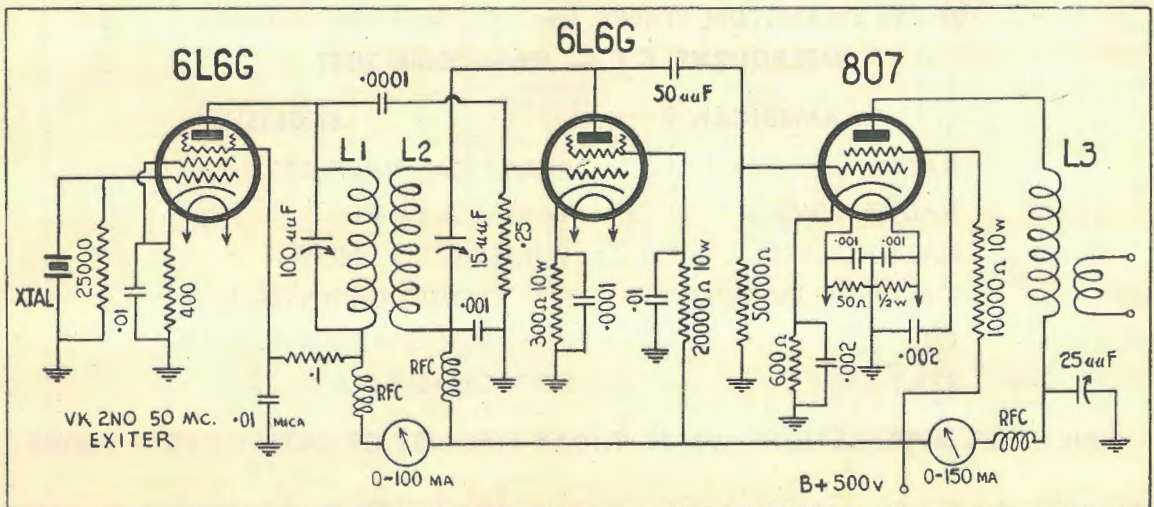 6L6G
6L6G
807
.0001
50 uuF
L1
L2
L3
100 uuF
15 uuF
.25
XTAL
25000
.01
400
.1
RFC
RFC
.001
300Ω 10w
.0001
.01
20000Ω 10w
50000Ω
.001
.001
50Ω
½w
600Ω
.002
.002
10000Ω 10w
25 uuF
RFC
VK 2NO 50 MC.
EXITER
.01 MICA
0-100 MA
B+ 500v
0-150 MA